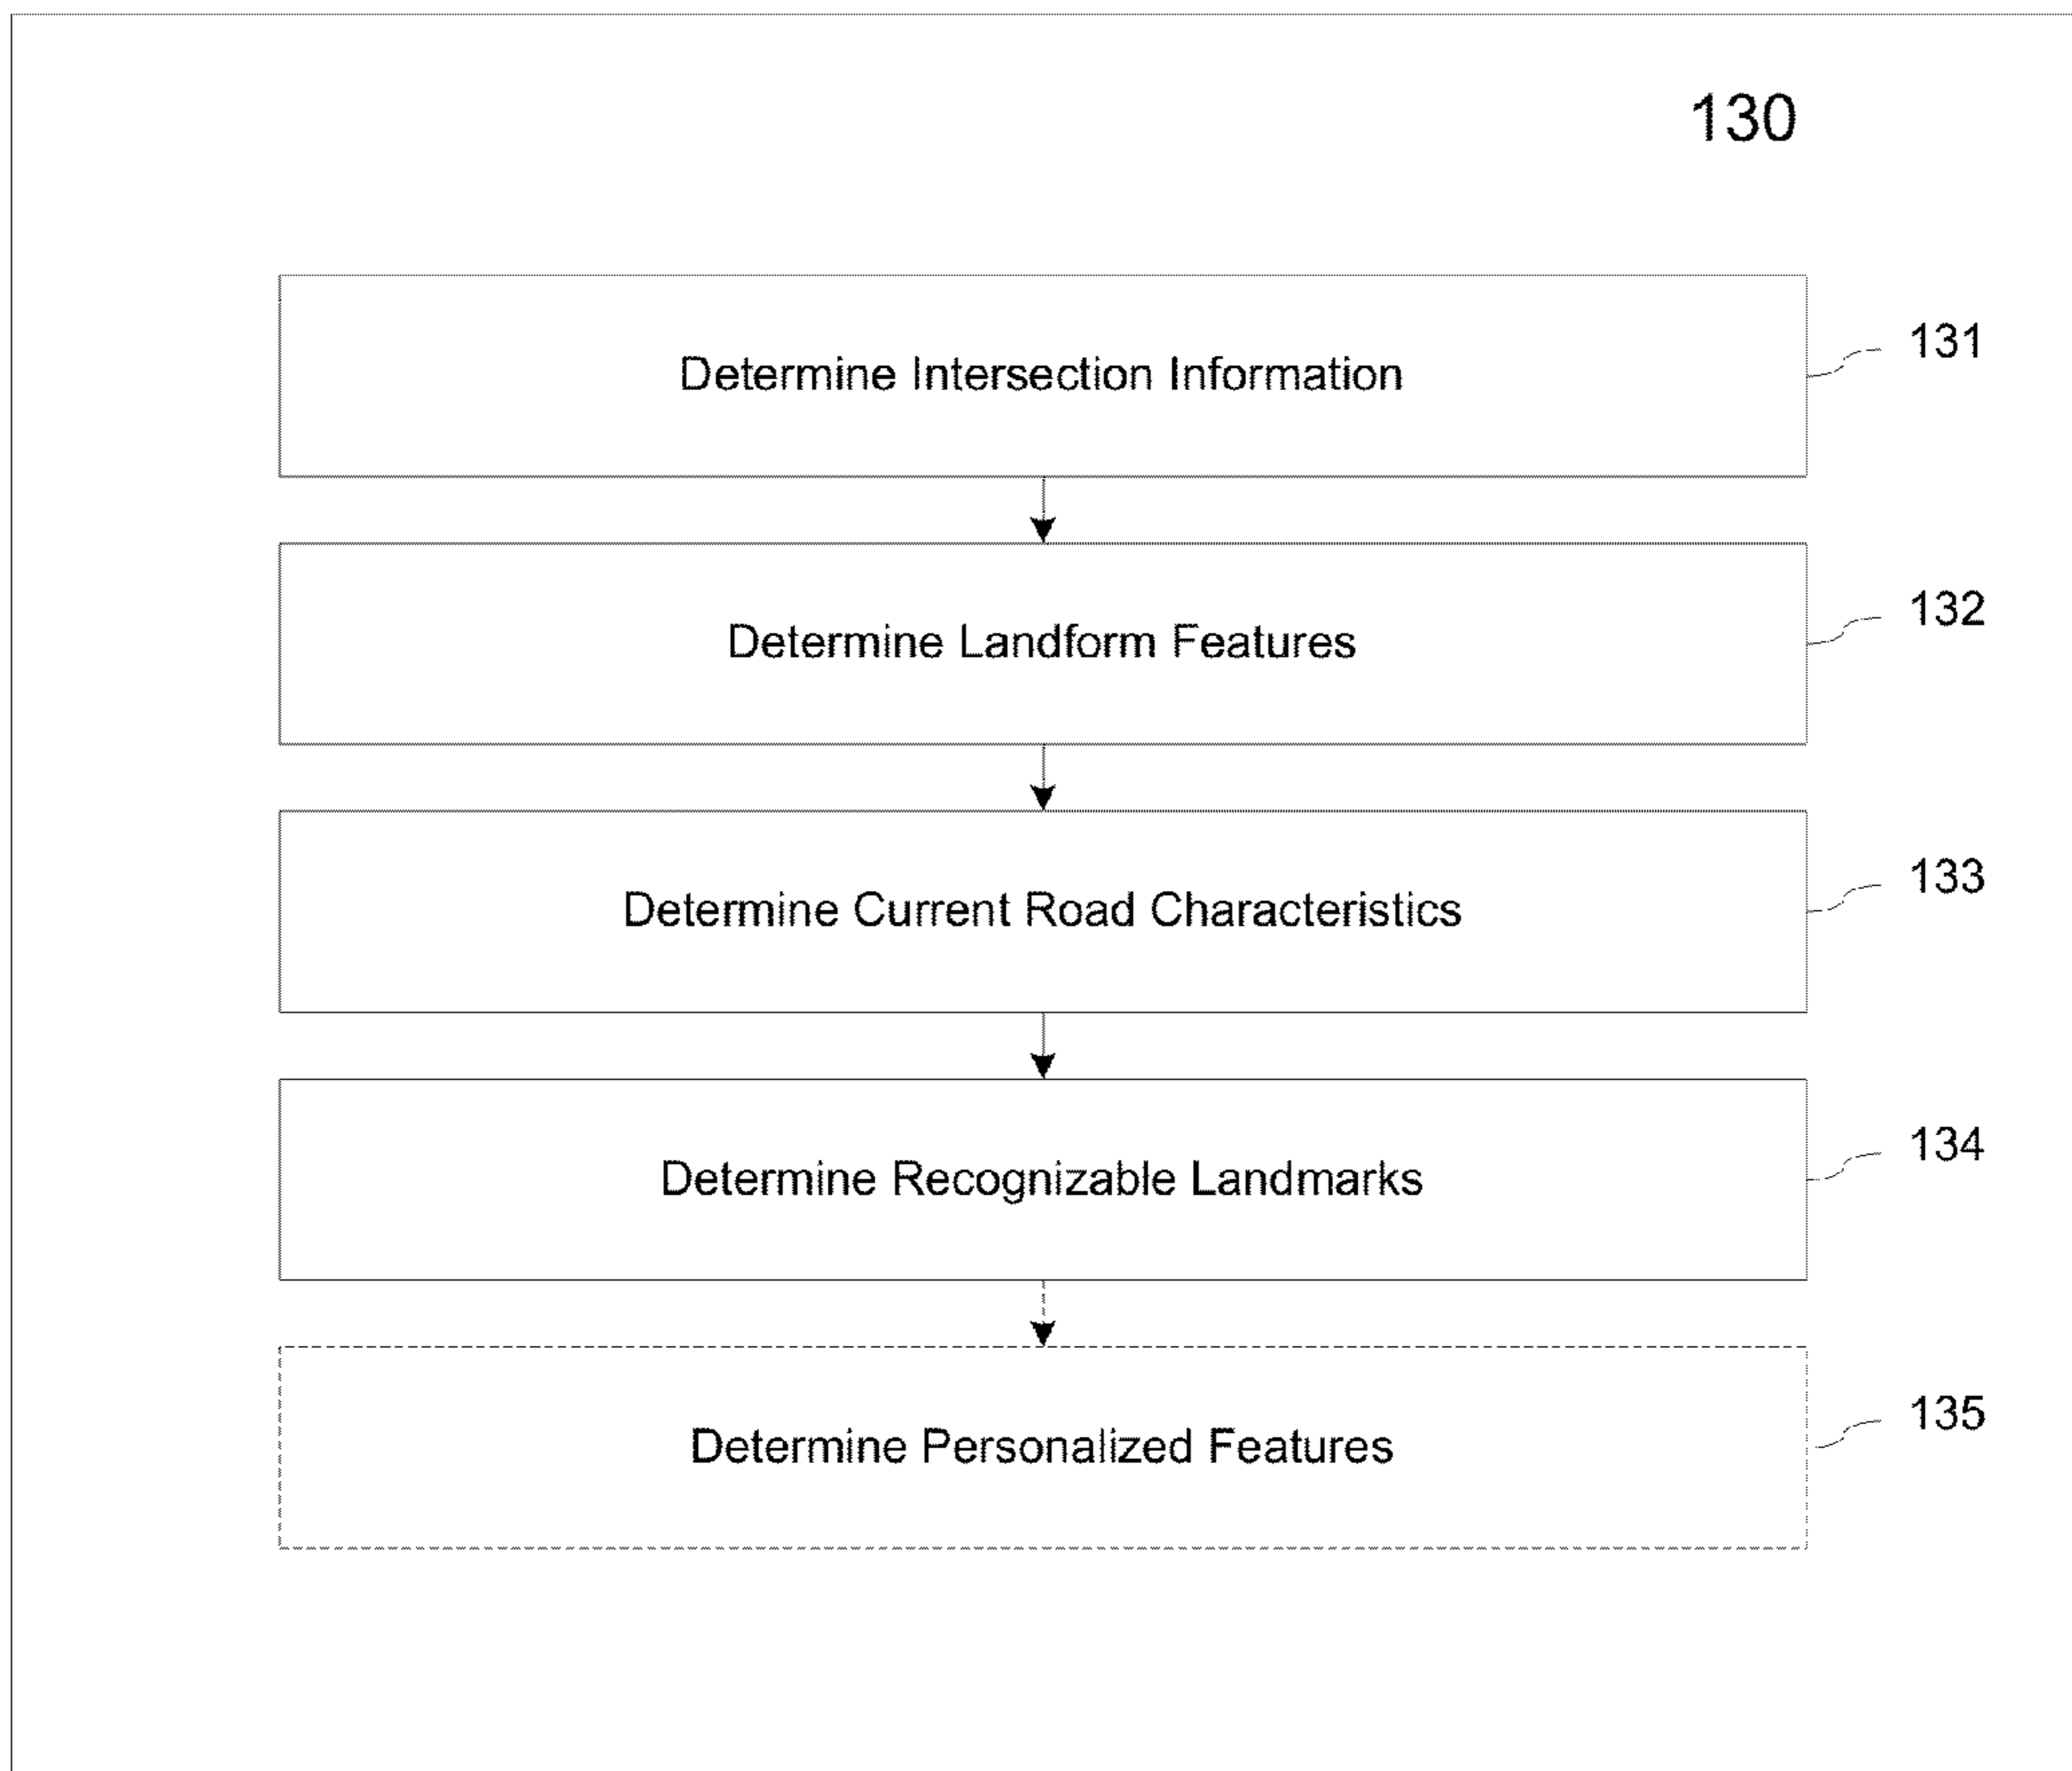 130
Determine Intersection Information
131
Determine Landform Features
132
Determine Current Road Characteristics
133
Determine Recognizable Landmarks
134
Determine Personalized Features
135